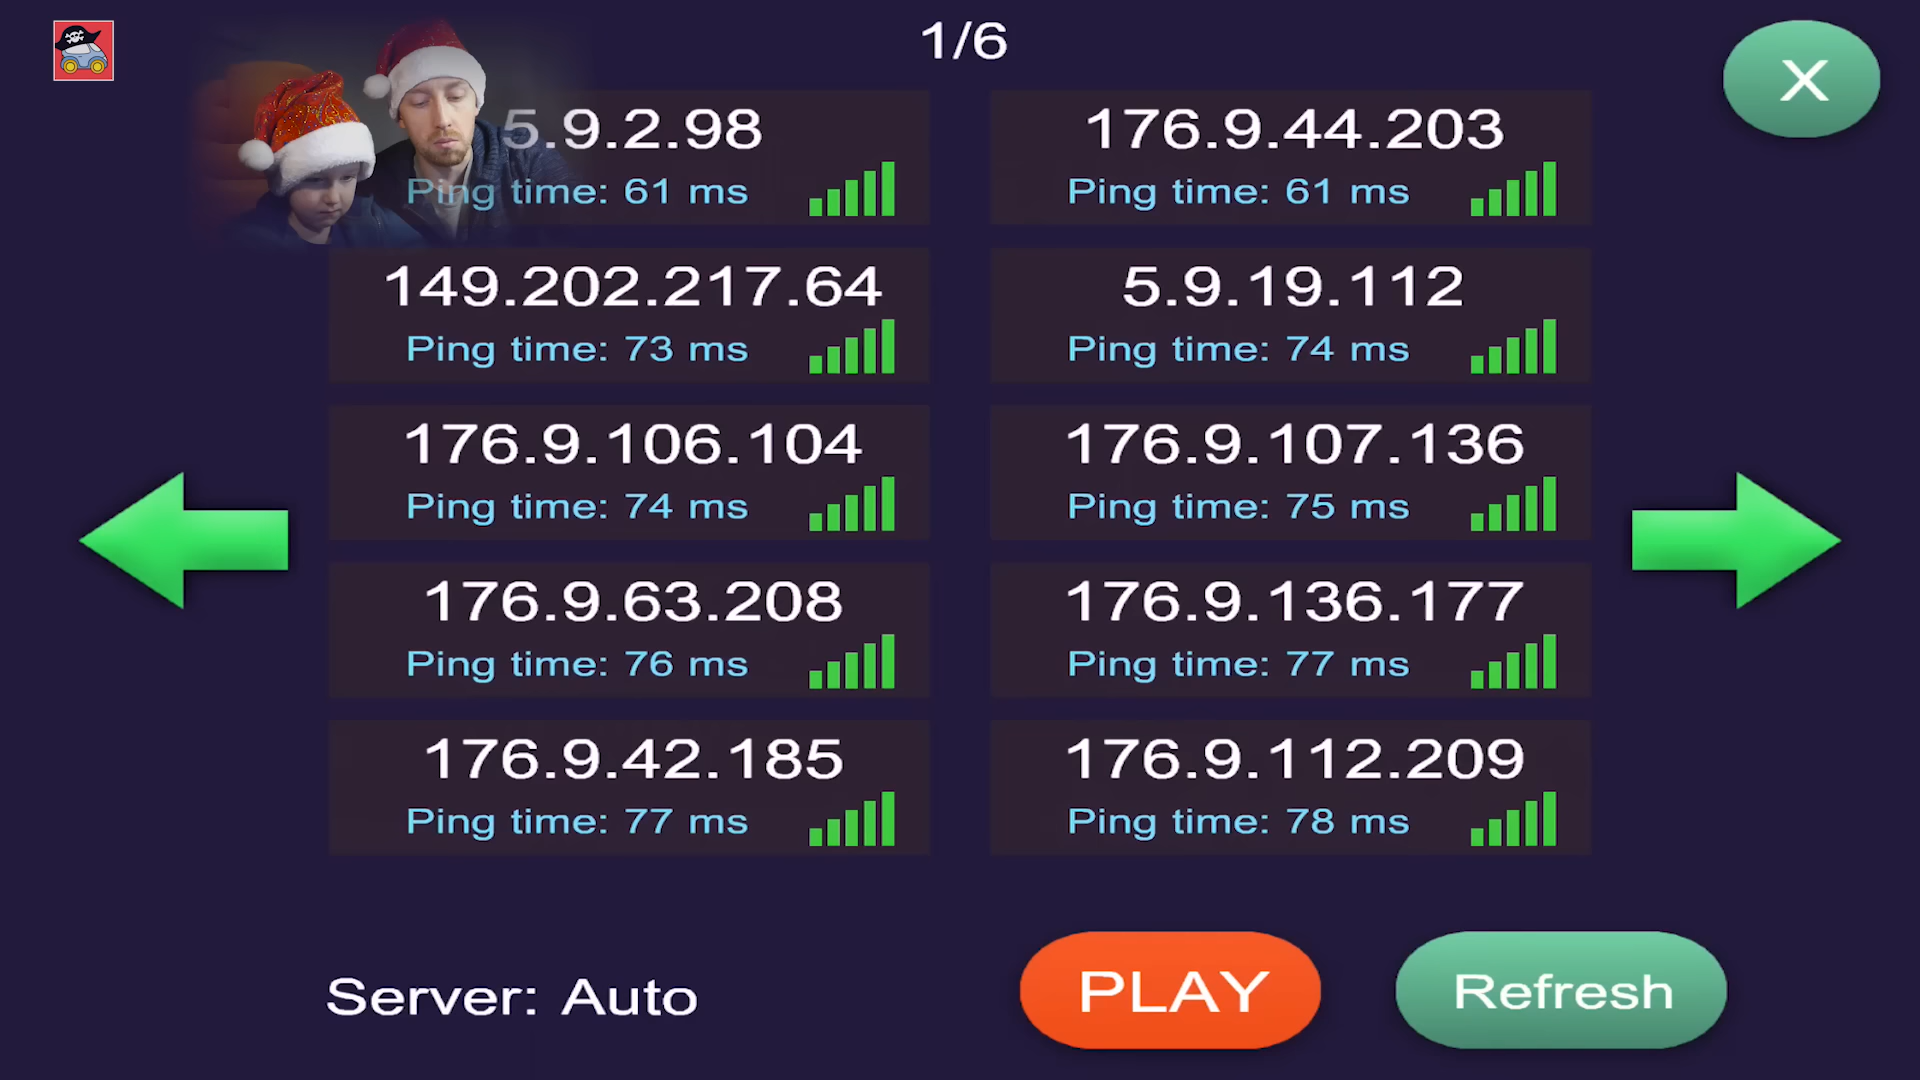 1/6
X
5.9.2.98
Ping time: 61 ms
176.9.44.203
Ping time: 61 ms
149.202.217.64
Ping time: 73 ms
5.9.19.112
Ping time: 74 ms
176.9.106.104
Ping time: 74 ms
176.9.107.136
Ping time: 75 ms
176.9.63.208
Ping time: 76 ms
176.9.136.177
Ping time: 77 ms
176.9.42.185
Ping time: 77 ms
176.9.112.209
Ping time: 78 ms
Server: Auto
PLAY
Refresh